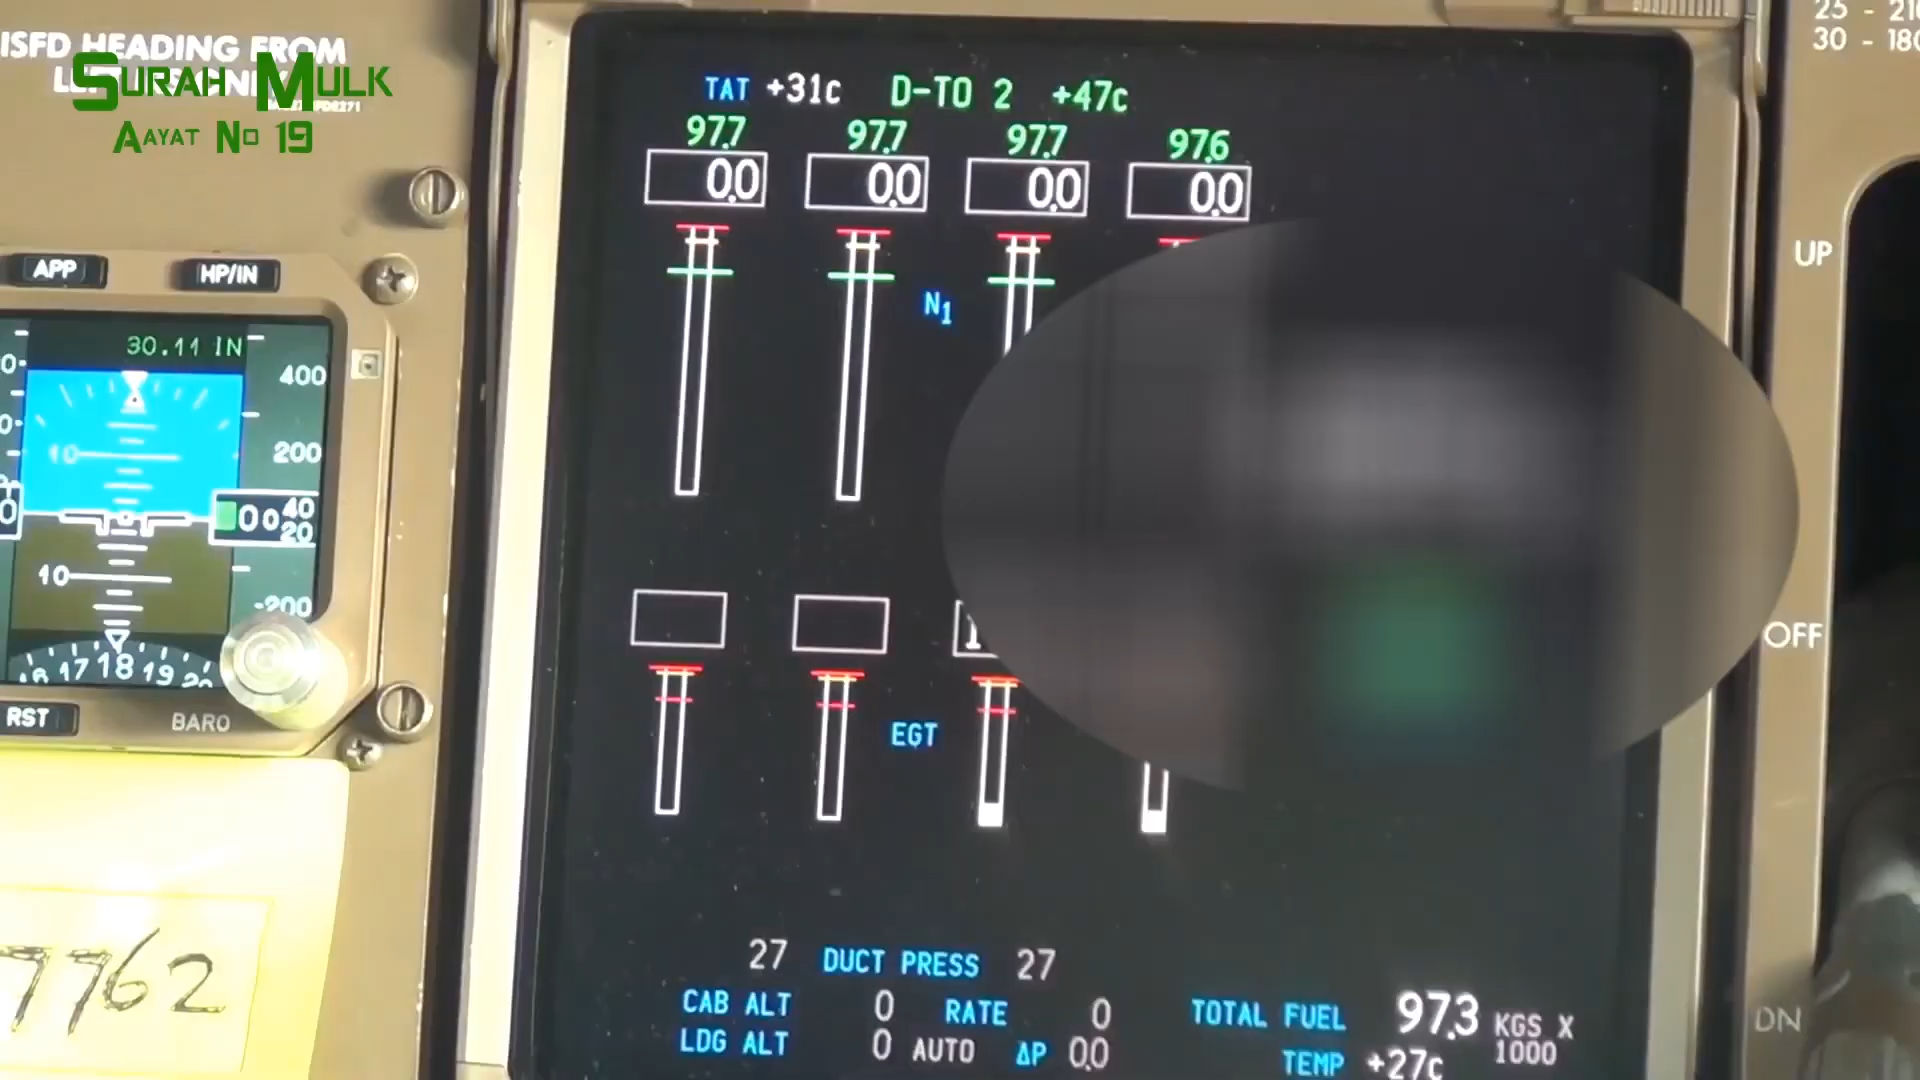 ISFD HEADING FROM
SURAH MULK
AAYAT NO 19
25 - 
30 - 180
TAT +31c D-TO 2 +47c
97.7 97.7 97.7 97.6
0.0 0.0 0.0 0.0
N1
APP HP/IN
30.11 IN
400
200
10
0 0 40
20
10
-200
17 18 19
RST BARO
EGT
UP
OFF
DN
7762
27 DUCT PRESS 27
CAB ALT 0 RATE 0
LDG ALT 0 AUTO ΔP 0.0
TOTAL FUEL 97.3 KGS X
1000
TEMP +27c